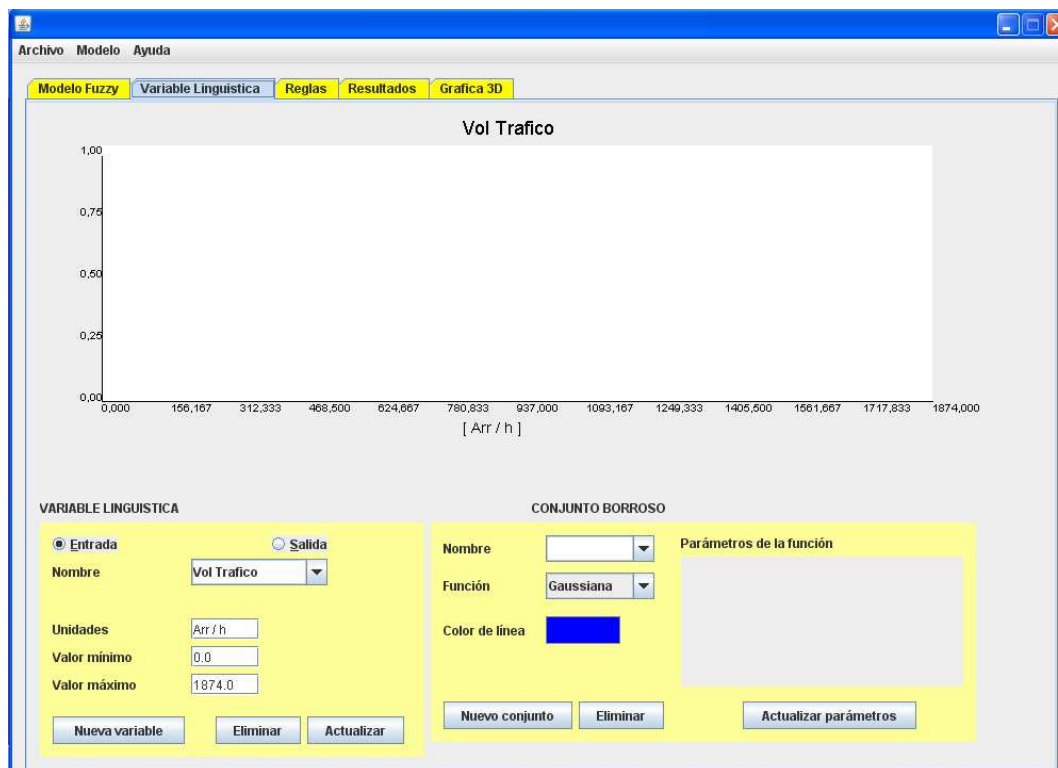 Archivo Modelo Ayuda
Modelo Fuzzy Variable Linguistica Reglas Resultados Grafica 3D
Vol Trafico
1,00
0,75
0,50
0,25
0,00
0,000 156,167 312,333 468,500 624,667 780,833 937,000 1093,167 1249,333 1405,500 1561,667 1717,833 1874,000
[ Arr / h ]
VARIABLE LINGUISTICA
Entrada Salida
Nombre Vol Trafico
Unidades Arr / h
Valor mínimo 0.0
Valor máximo 1874.0
Nueva variable Eliminar Actualizar
CONJUNTO BORROSO
Nombre
Función Gaussiana
Color de línea
Parámetros de la función
Nuevo conjunto Eliminar Actualizar parámetros